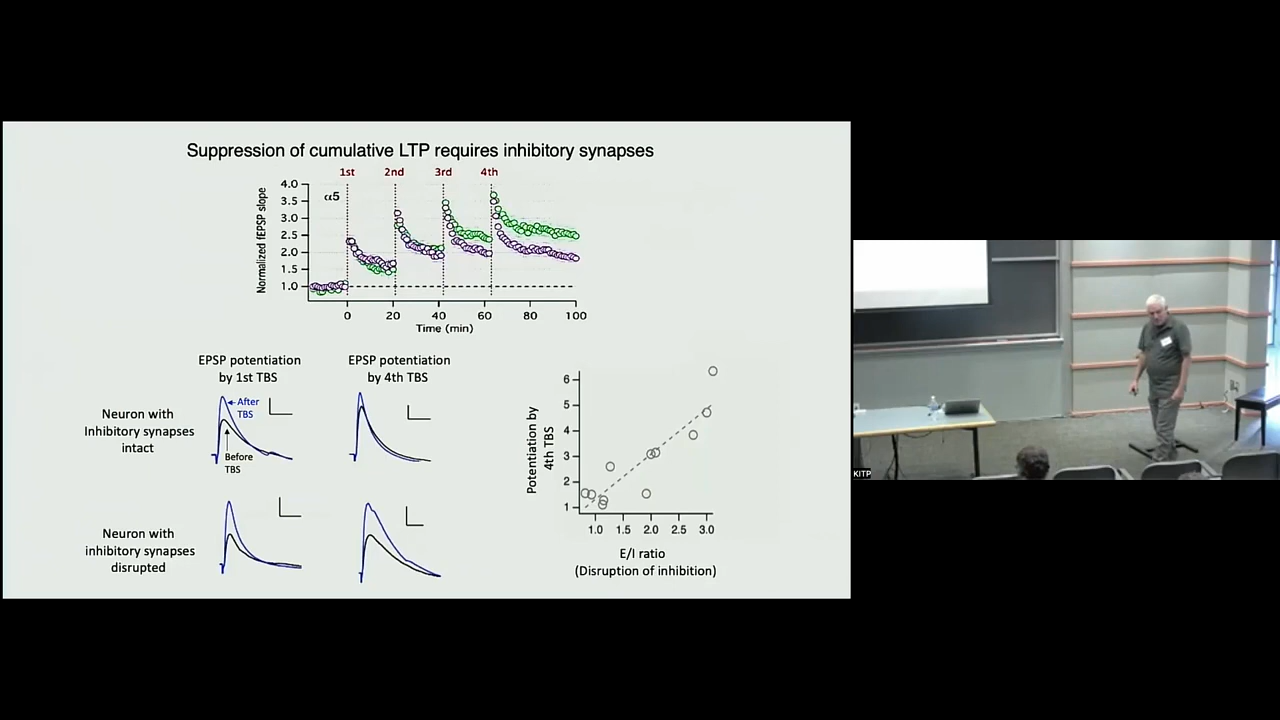 Suppression of cumulative LTP requires inhibitory synapses
1st 2nd 3rd 4th
α5
Normalized fEPSP slope
4.0
3.5
3.0
2.5
2.0
1.5
1.0
0 20 40 60 80 100
Time (min)
EPSP potentiation
by 1st TBS
EPSP potentiation
by 4th TBS
Neuron with
Inhibitory synapses
intact
After
TBS
Before
TBS
Neuron with
inhibitory synapses
disrupted
Potentiation by
4th TBS
6
5
4
3
2
1
1.0 1.5 2.0 2.5 3.0
E/I ratio
(Disruption of inhibition)
KITP